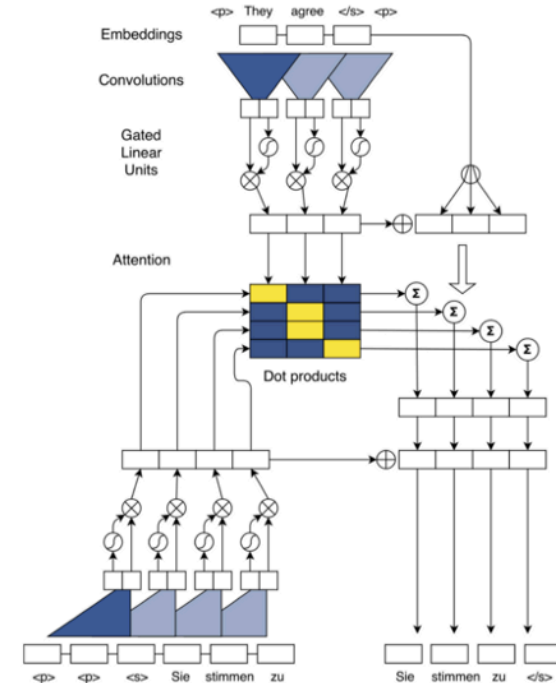 <p> They agree </s> <p>
Embeddings
Convolutions
Gated
Linear
Units
Attention
Σ
Σ
Σ
Σ
Dot products
<p> <p> <s> Sie stimmen zu
Sie stimmen zu </s>